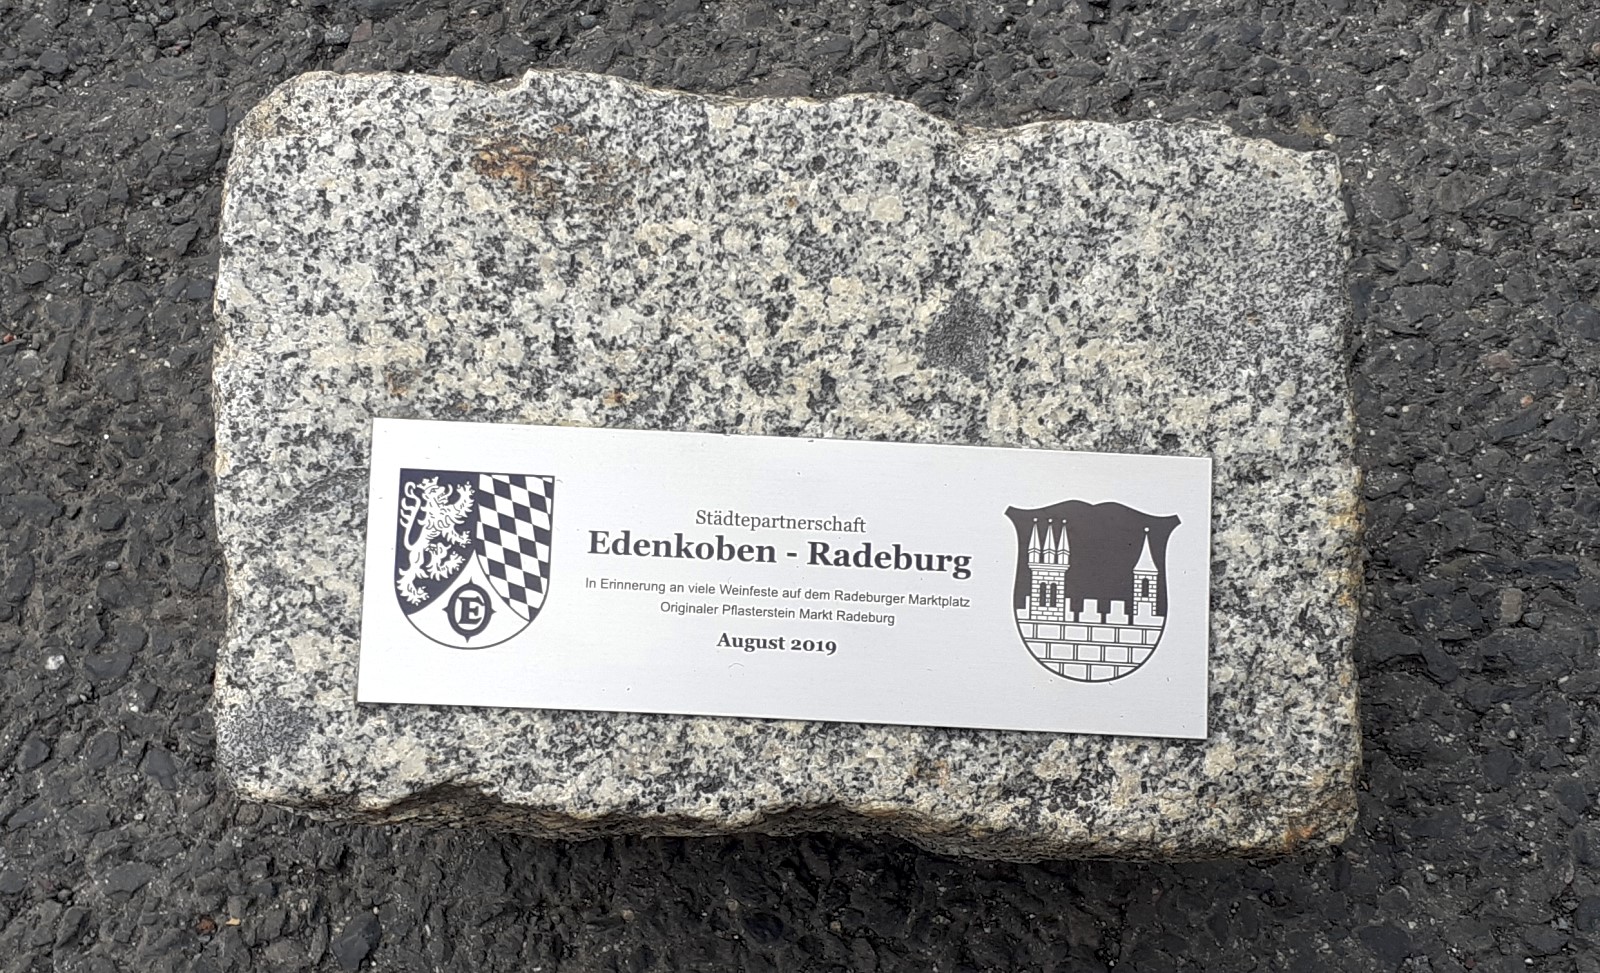 Städtepartnerschaft
Edenkoben - Radeburg
In Erinnerung an viele Weinfeste auf dem Radeburger Marktplatz
Originaler Pflasterstein Markt Radeburg
August 2019
E